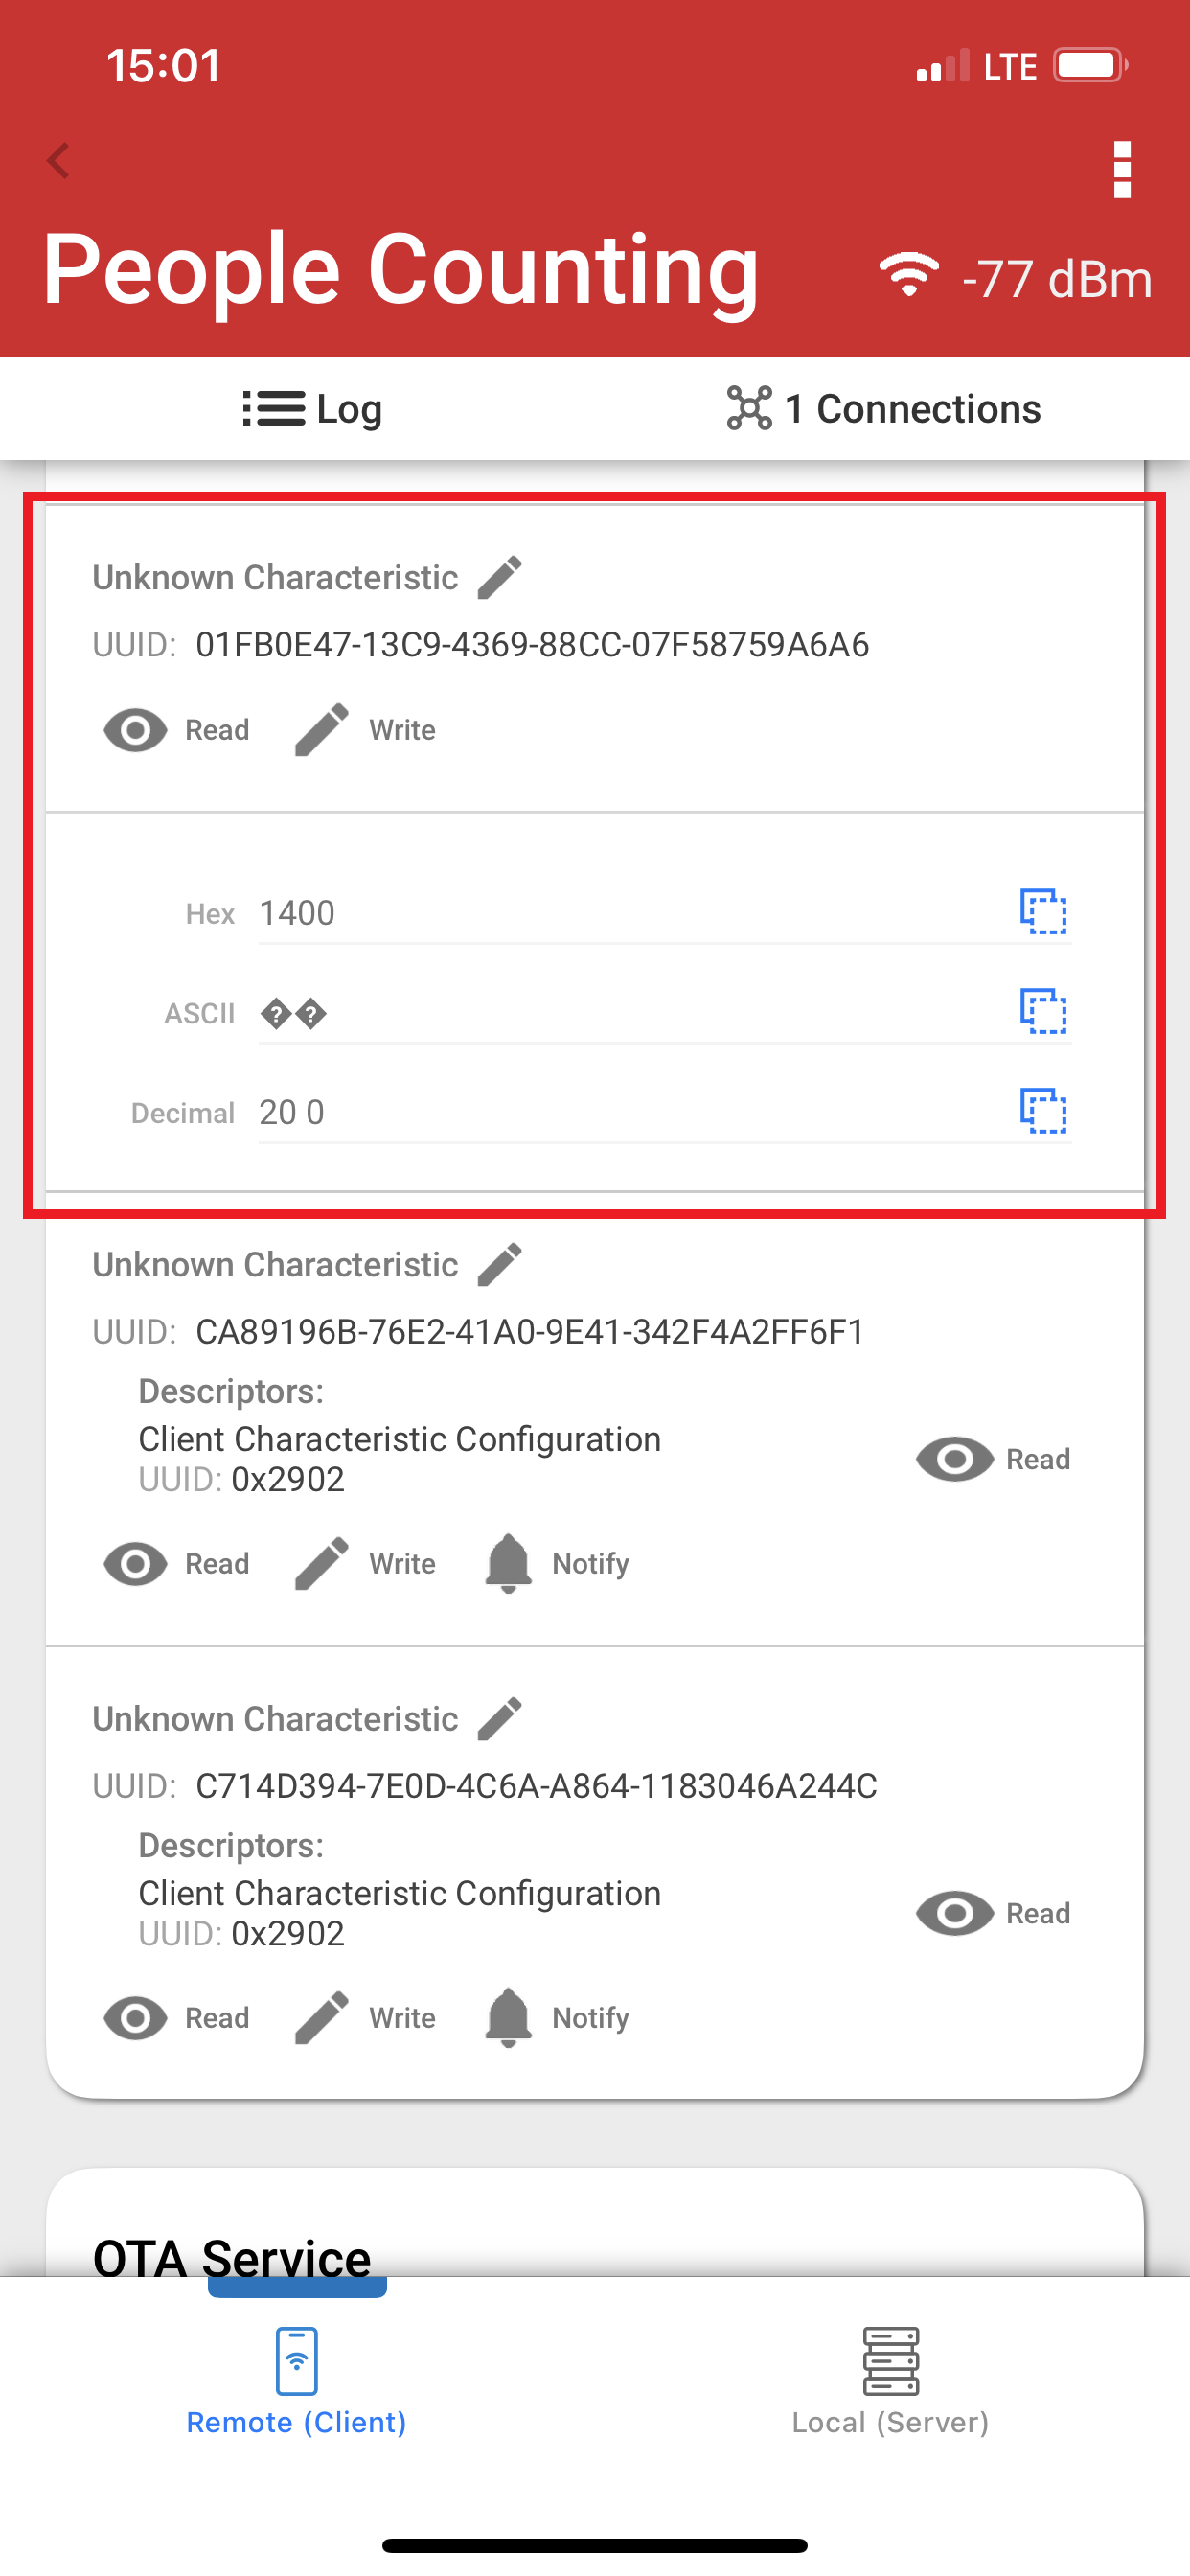 15:01 LTE
People Counting -77 dBm
Log 1 Connections
Unknown Characteristic
UUID: 01FB0E47-13C9-4369-88CC-07F58759A6A6
Read Write
Hex 1400
ASCII ��
Decimal 20 0
Unknown Characteristic
UUID: CA89196B-76E2-41A0-9E41-342F4A2FF6F1
Descriptors:
Client Characteristic Configuration
UUID: 0x2902
Read
Read Write Notify
Unknown Characteristic
UUID: C714D394-7E0D-4C6A-A864-1183046A244C
Descriptors:
Client Characteristic Configuration
UUID: 0x2902
Read
Read Write Notify
OTA Service
Remote (Client) Local (Server)